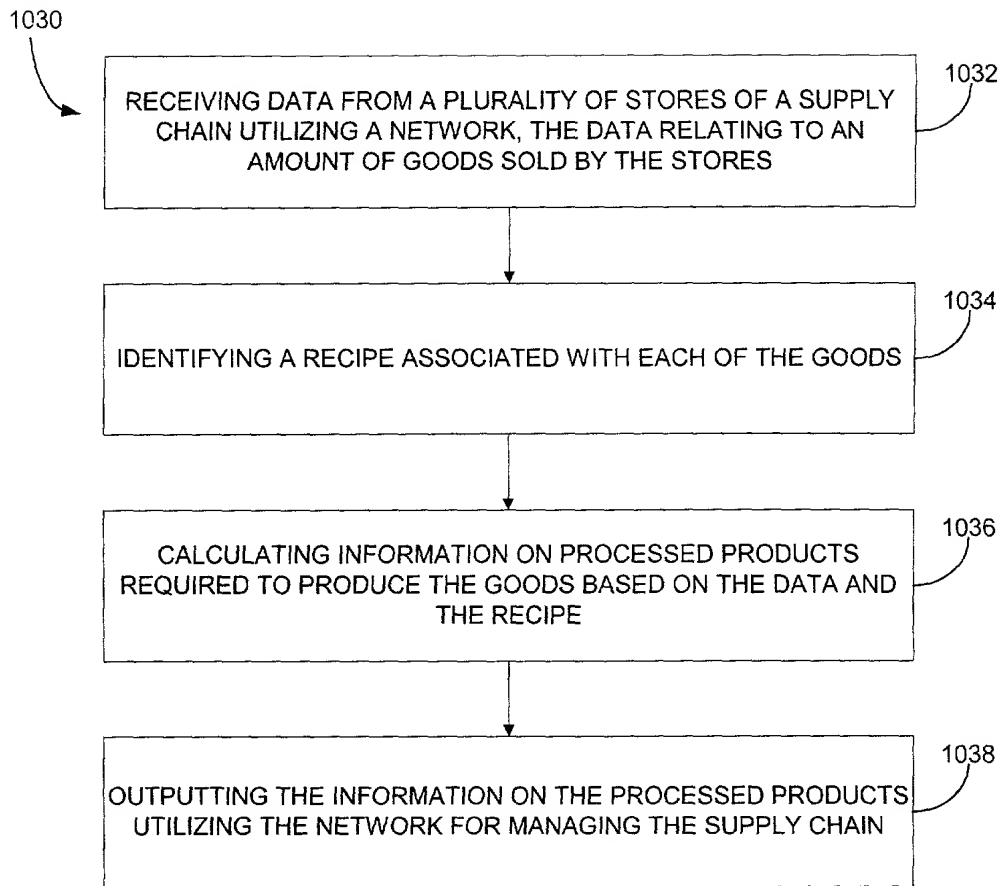 1030
1032
RECEIVING DATA FROM A PLURALITY OF STORES OF A SUPPLY
CHAIN UTILIZING A NETWORK, THE DATA RELATING TO AN
AMOUNT OF GOODS SOLD BY THE STORES
1034
IDENTIFYING A RECIPE ASSOCIATED WITH EACH OF THE GOODS
1036
CALCULATING INFORMATION ON PROCESSED PRODUCTS
REQUIRED TO PRODUCE THE GOODS BASED ON THE DATA AND
THE RECIPE
1038
OUTPUTTING THE INFORMATION ON THE PROCESSED PRODUCTS
UTILIZING THE NETWORK FOR MANAGING THE SUPPLY CHAIN